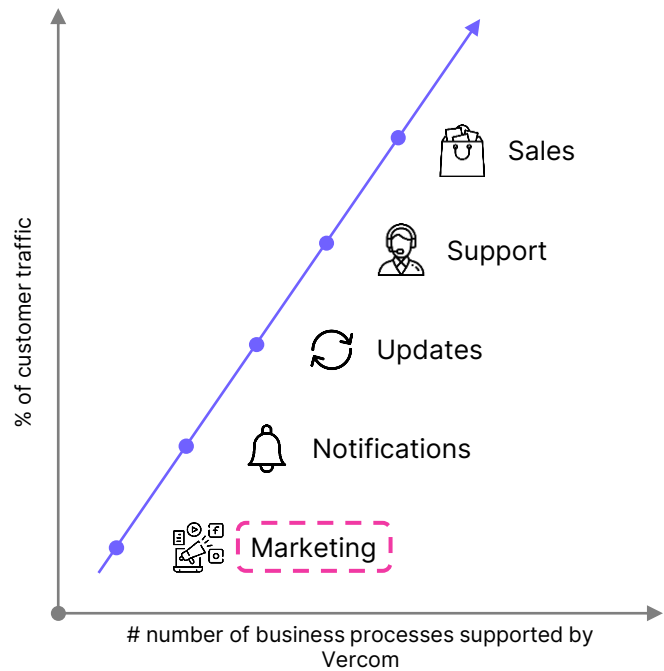 Sales
Support
Updates
Notifications
Marketing
% of customer traffic
# number of business processes supported by
Vercom